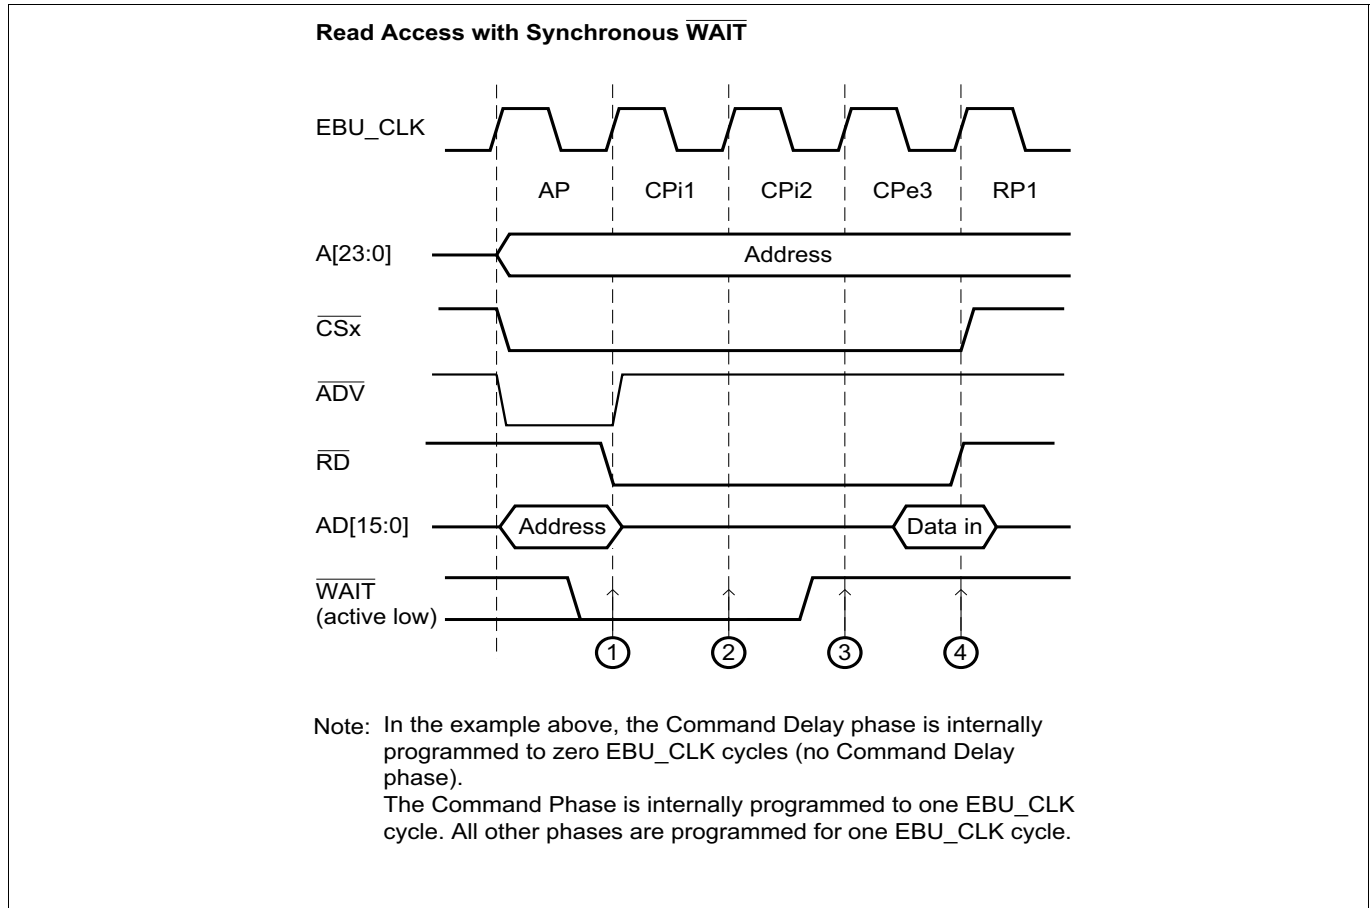 Read Access with Synchronous WAIT
EBU_CLK
AP CPi1 CPi2 CPe3 RP1
A[23:0] Address
CSx
ADV
RD
AD[15:0] Address Data in
WAIT
(active low)
1 2 3 4
Note: In the example above, the Command Delay phase is internally
programmed to zero EBU_CLK cycles (no Command Delay
phase).
The Command Phase is internally programmed to one EBU_CLK
cycle. All other phases are programmed for one EBU_CLK cycle.